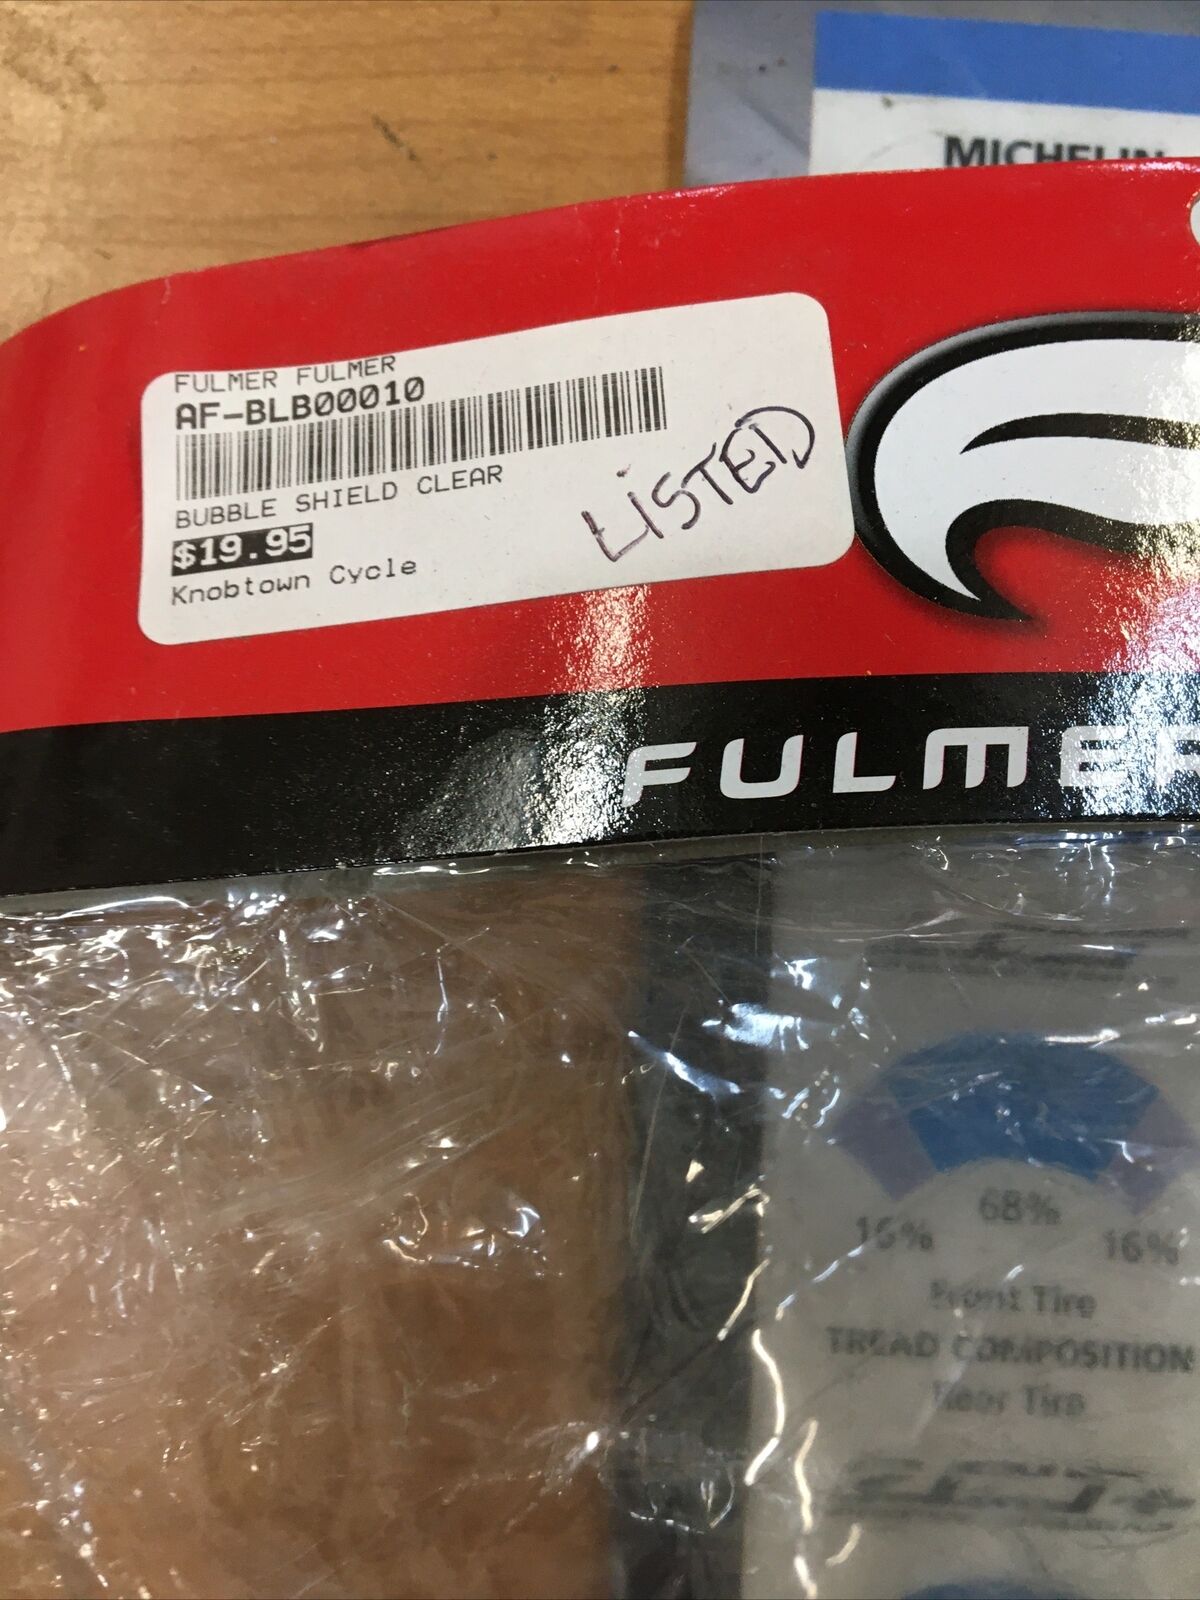 MICHELIN
FULMER FULMER
AF-BLB00010
BUBBLE SHIELD CLEAR
$19.95
Knobtown Cycle
LISTED
FULMER
68%
16% 16%
Front Tire
TREAD COMPOSITION
Rear Tire